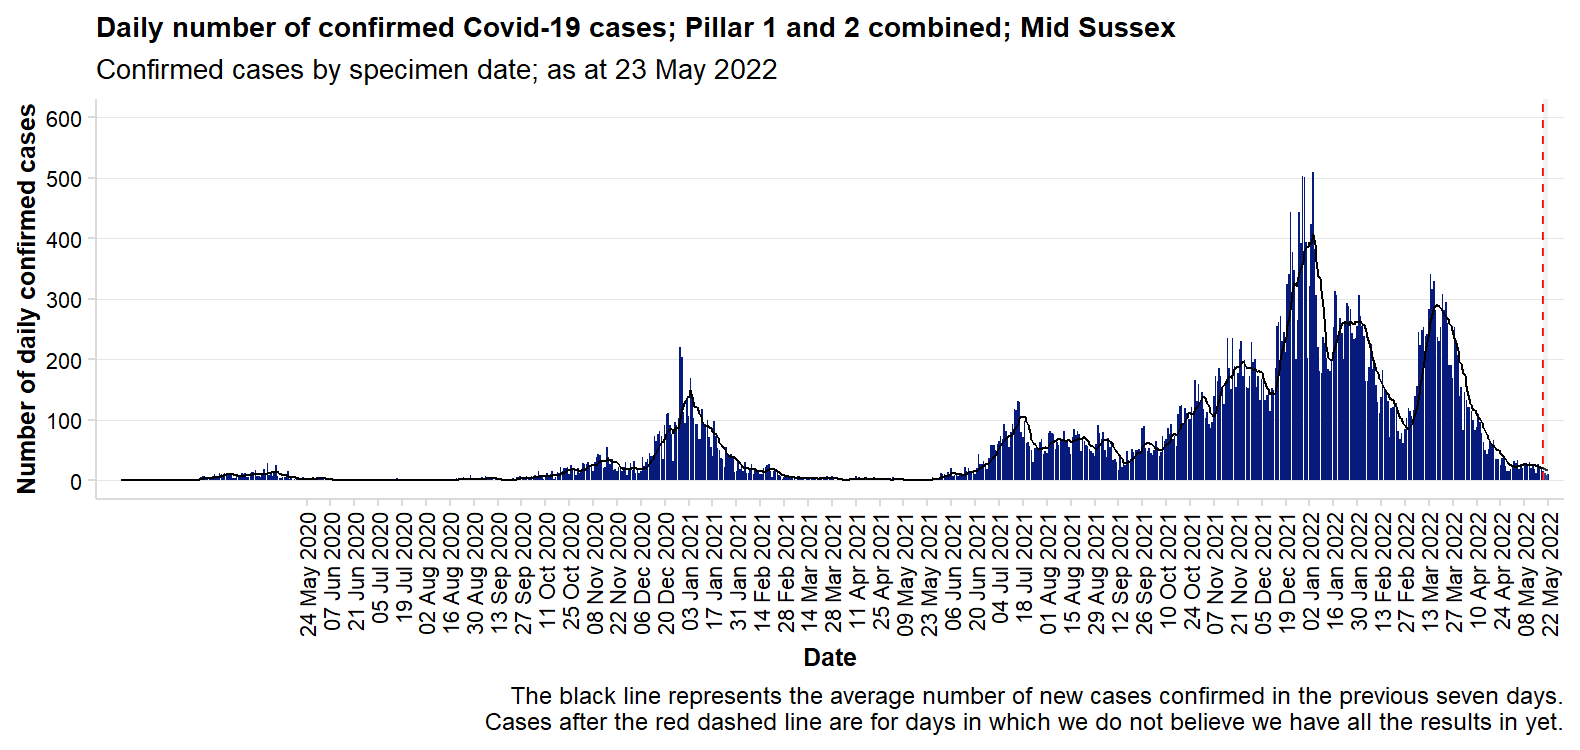 Daily number of confirmed Covid-19 cases; Pillar 1 and 2 combined; Mid Sussex
Confirmed cases by specimen date; as at 23 May 2022
Number of daily confirmed cases
600
500
400
300
200
100
0
24 May 2020
07 Jun 2020
21 Jun 2020
05 Jul 2020
19 Jul 2020
02 Aug 2020
16 Aug 2020
30 Aug 2020
13 Sep 2020
27 Sep 2020
11 Oct 2020
25 Oct 2020
08 Nov 2020
22 Nov 2020
06 Dec 2020
20 Dec 2020
03 Jan 2021
17 Jan 2021
31 Jan 2021
14 Feb 2021
28 Feb 2021
14 Mar 2021
28 Mar 2021
11 Apr 2021
25 Apr 2021
09 May 2021
23 May 2021
06 Jun 2021
20 Jun 2021
04 Jul 2021
18 Jul 2021
01 Aug 2021
15 Aug 2021
29 Aug 2021
12 Sep 2021
26 Sep 2021
10 Oct 2021
24 Oct 2021
07 Nov 2021
21 Nov 2021
05 Dec 2021
19 Dec 2021
02 Jan 2022
16 Jan 2022
30 Jan 2022
13 Feb 2022
27 Feb 2022
13 Mar 2022
27 Mar 2022
10 Apr 2022
24 Apr 2022
08 May 2022
22 May 2022
Date
The black line represents the average number of new cases confirmed in the previous seven days.
Cases after the red dashed line are for days in which we do not believe we have all the results in yet.